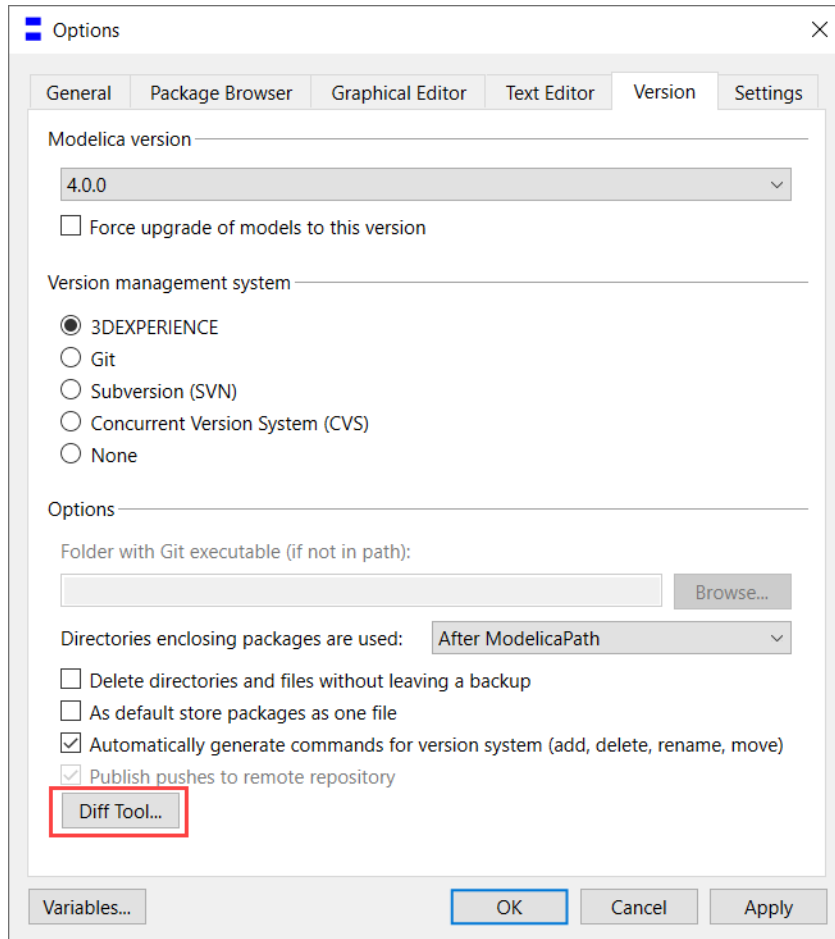 Options
General Package Browser Graphical Editor Text Editor Version Settings
Modelica version
4.0.0
Force upgrade of models to this version
Version management system
3DEXPERIENCE
Git
Subversion (SVN)
Concurrent Version System (CVS)
None
Options
Folder with Git executable (if not in path):
Browse...
Directories enclosing packages are used: After ModelicaPath
Delete directories and files without leaving a backup
As default store packages as one file
Automatically generate commands for version system (add, delete, rename, move)
Publish pushes to remote repository
Diff Tool...
Variables... OK Cancel Apply